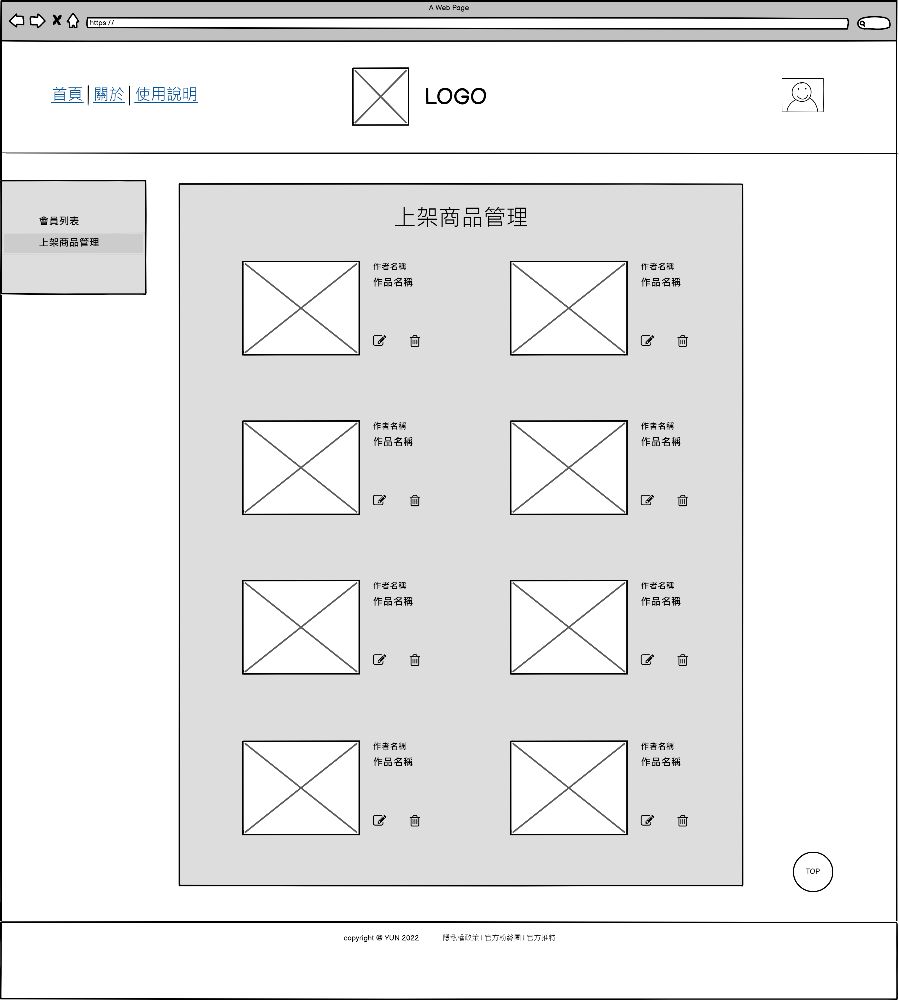 A Web Page
https://
首頁 | 關於 | 使用說明
LOGO
會員列表
上架商品管理
上架商品管理
作者名稱
作品名稱
作者名稱
作品名稱
作者名稱
作品名稱
作者名稱
作品名稱
作者名稱
作品名稱
作者名稱
作品名稱
作者名稱
作品名稱
作者名稱
作品名稱
TOP
copyright @ YUN 2022 隱私權政策 l 官方粉絲團 l 官方推特